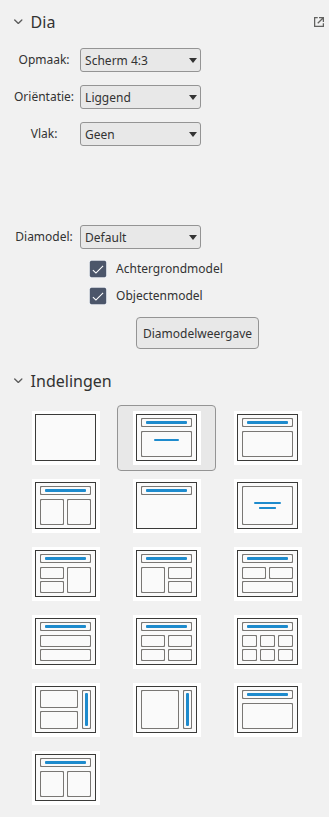 Dia
Opmaak: Scherm 4:3
Oriëntatie: Liggend
Vlak: Geen
Diamodel: Default
Achtergrondmodel
Objectenmodel
Diamodelweergave
Indelingen